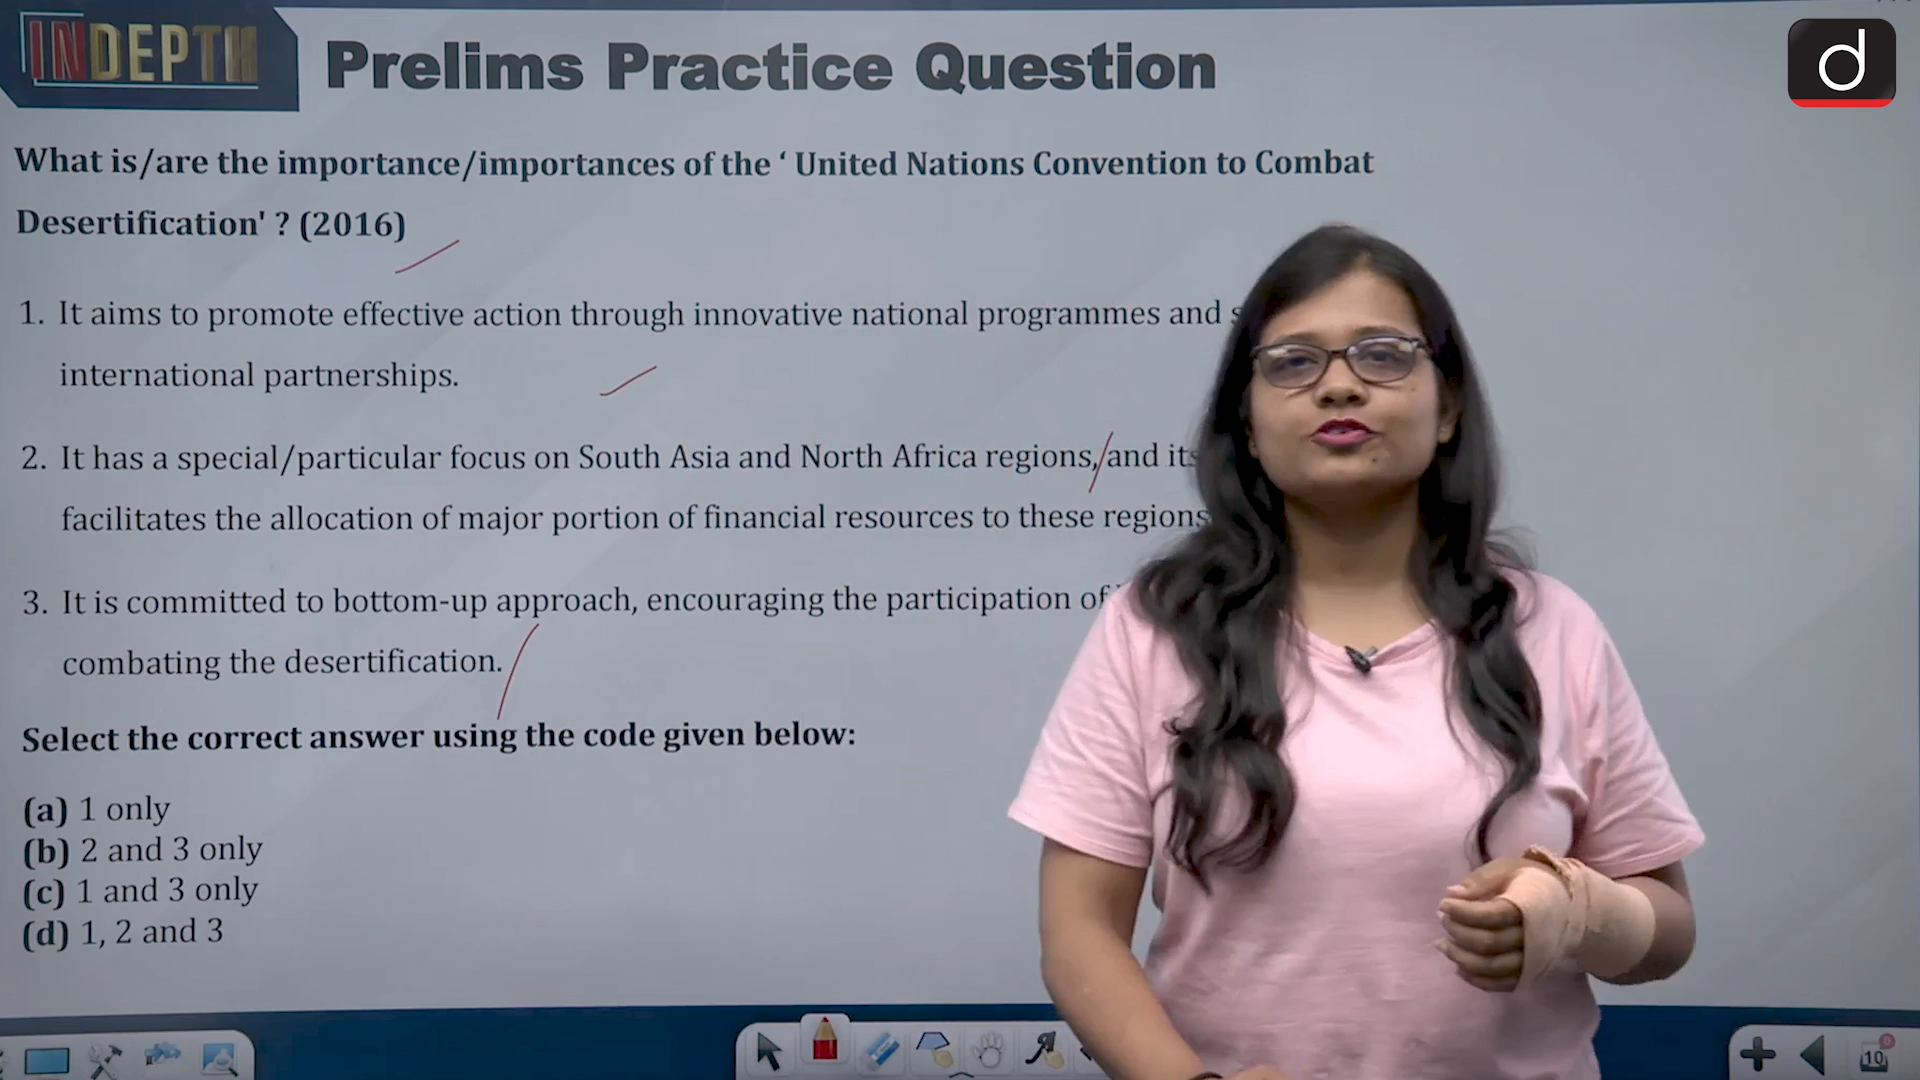 INDEPTH
Prelims Practice Question
d
What is/are the importance/importances of the ‘ United Nations Convention to Combat
Desertification' ? (2016)
1. It aims to promote effective action through innovative national programmes and
international partnerships.
2. It has a special/particular focus on South Asia and North Africa regions, and its
facilitates the allocation of major portion of financial resources to these regions
3. It is committed to bottom-up approach, encouraging the participation of
combating the desertification.
Select the correct answer using the code given below:
(a) 1 only
(b) 2 and 3 only
(c) 1 and 3 only
(d) 1, 2 and 3
10